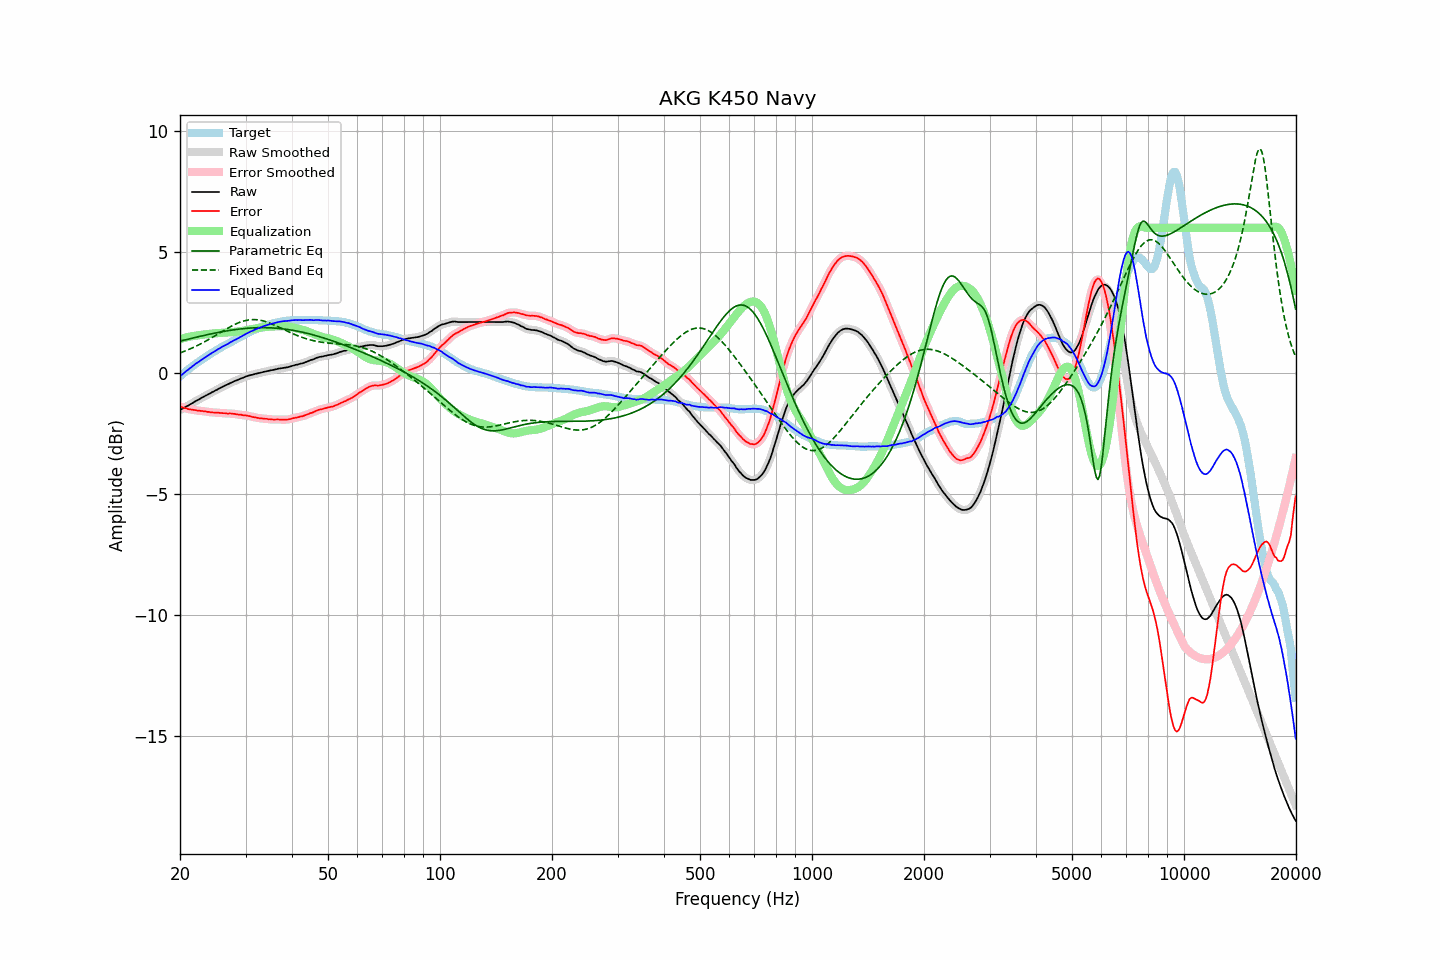 AKG K450 Navy
10
5
0
−5
−10
−15
Amplitude (dBr)
Target
Raw Smoothed
Error Smoothed
Raw
Error
Equalization
Parametric Eq
Fixed Band Eq
Equalized
20 50 100 200 500 1000 2000 5000 10000 20000
Frequency (Hz)